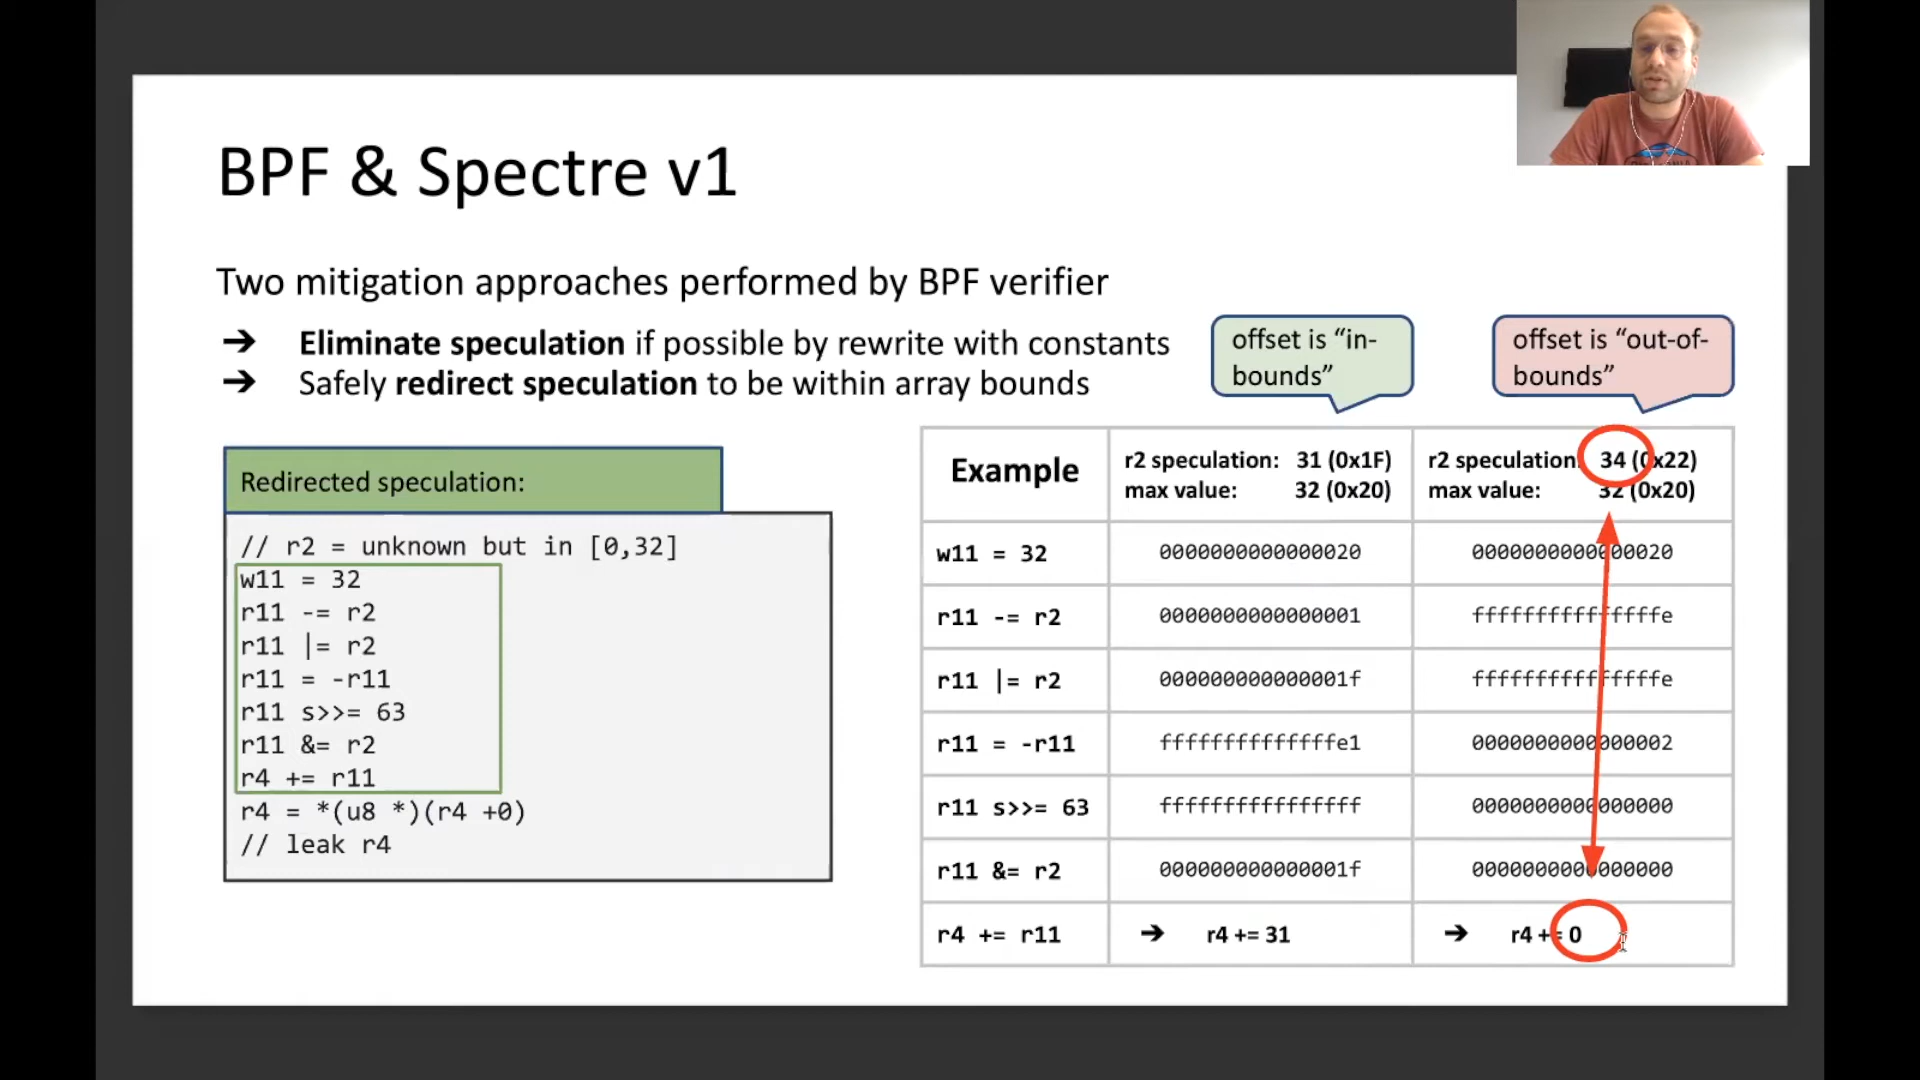 BPF & Spectre v1
Two mitigation approaches performed by BPF verifier
➔ Eliminate speculation if possible by rewrite with constants
➔ Safely redirect speculation to be within array bounds
offset is “in-
bounds”
offset is “out-of-
bounds”
Redirected speculation:
// r2 = unknown but in [0,32]
w11 = 32
r11 -= r2
r11 |= r2
r11 = -r11
r11 s>>= 63
r11 &= r2
r4 += r11
r4 = *(u8 *)(r4 +0)
// leak r4
Example
r2 speculation: 31 (0x1F)
max value: 32 (0x20)
r2 speculation: 34 (0x22)
max value: 32 (0x20)
w11 = 32 0000000000000020 0000000000000020
r11 -= r2 0000000000000001 fffffffffffffffe
r11 |= r2 000000000000001f fffffffffffffffe
r11 = -r11 ffffffffffffffe1 0000000000000002
r11 s>>= 63 ffffffffffffffff 0000000000000000
r11 &= r2 000000000000001f 0000000000000000
r4 += r11 ➔ r4 += 31 ➔ r4 += 0